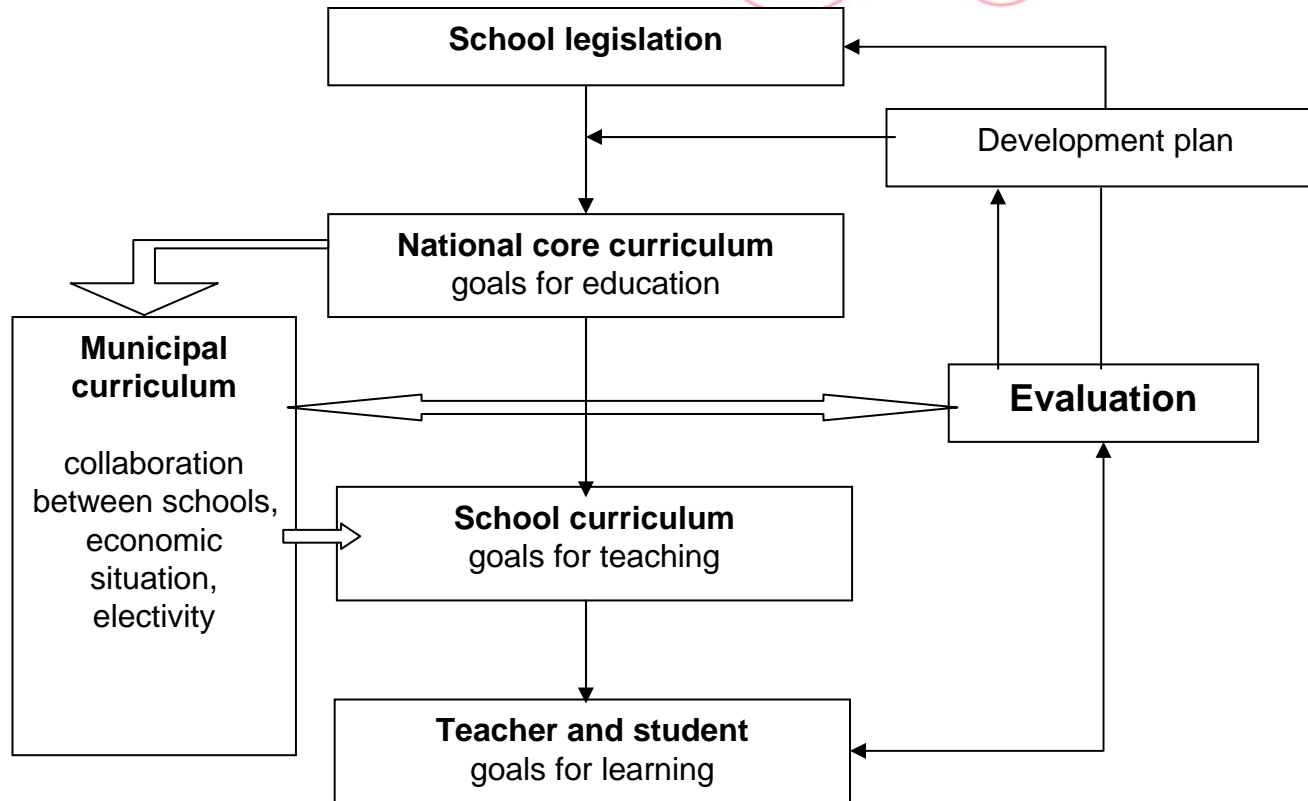 School legislation
Development plan
National core curriculum
goals for education
Municipal
curriculum
collaboration
between schools,
economic
situation,
electivity
Evaluation
School curriculum
goals for teaching
Teacher and student
goals for learning